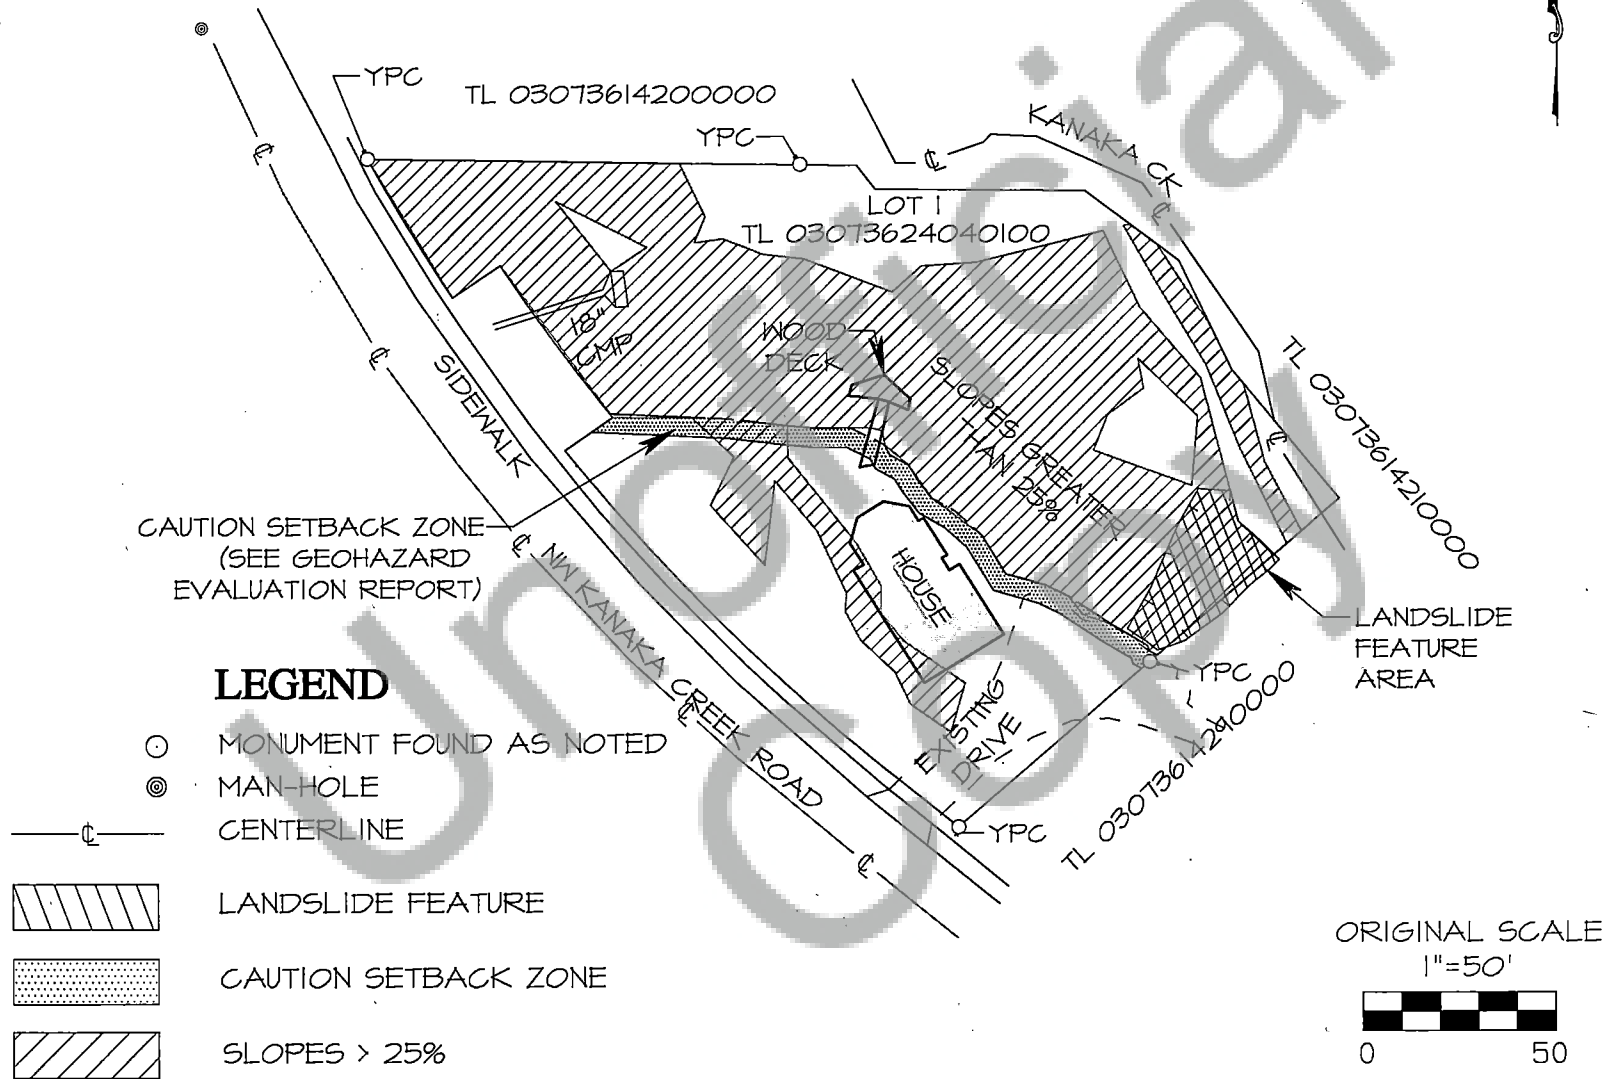 YPC
TL 03073614200000
YPC
KANAKA CK
LOT 1
TL 03073624040100
18"
CMP
WOOD
DECK
SLOPES GREATER
THAN 25%
TL 03073614210000
SIDEWALK
CAUTION SETBACK ZONE
(SEE GEOHAZARD
EVALUATION REPORT)
NW KANAKA CREEK ROAD
HOUSE
LANDSLIDE
FEATURE
AREA
YPC
EXISTING
DRIVE
TL 03073614290000
YPC
LEGEND
MONUMENT FOUND AS NOTED
MAN-HOLE
CENTERLINE
LANDSLIDE FEATURE
CAUTION SETBACK ZONE
SLOPES > 25%
ORIGINAL SCALE
1"=50'
0 50
Unofficial
Copy